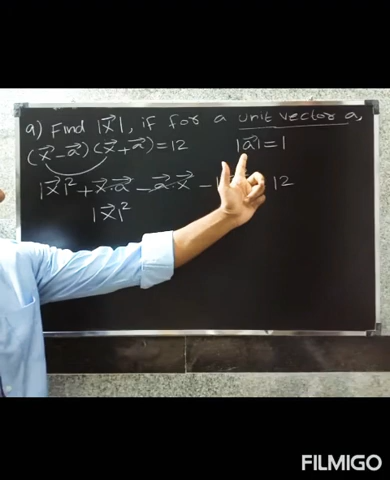 a) Find |x⃗|, if for a unit vector a,
(x⃗-a⃗)(x⃗+a⃗)=12 |a⃗|=1
|x⃗|² + x⃗.a⃗ - a⃗.x⃗ - 12
|x⃗|²
FILMIGO